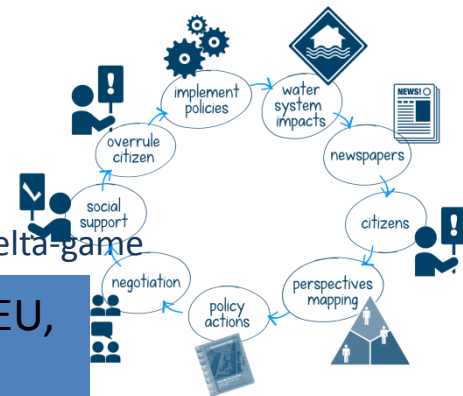 implement
policies
water
system
impacts
NEWS!
newspapers
overrule
citizen
citizens
social
support
elta-game
negotiation
perspectives
mapping
policy
actions
EU,